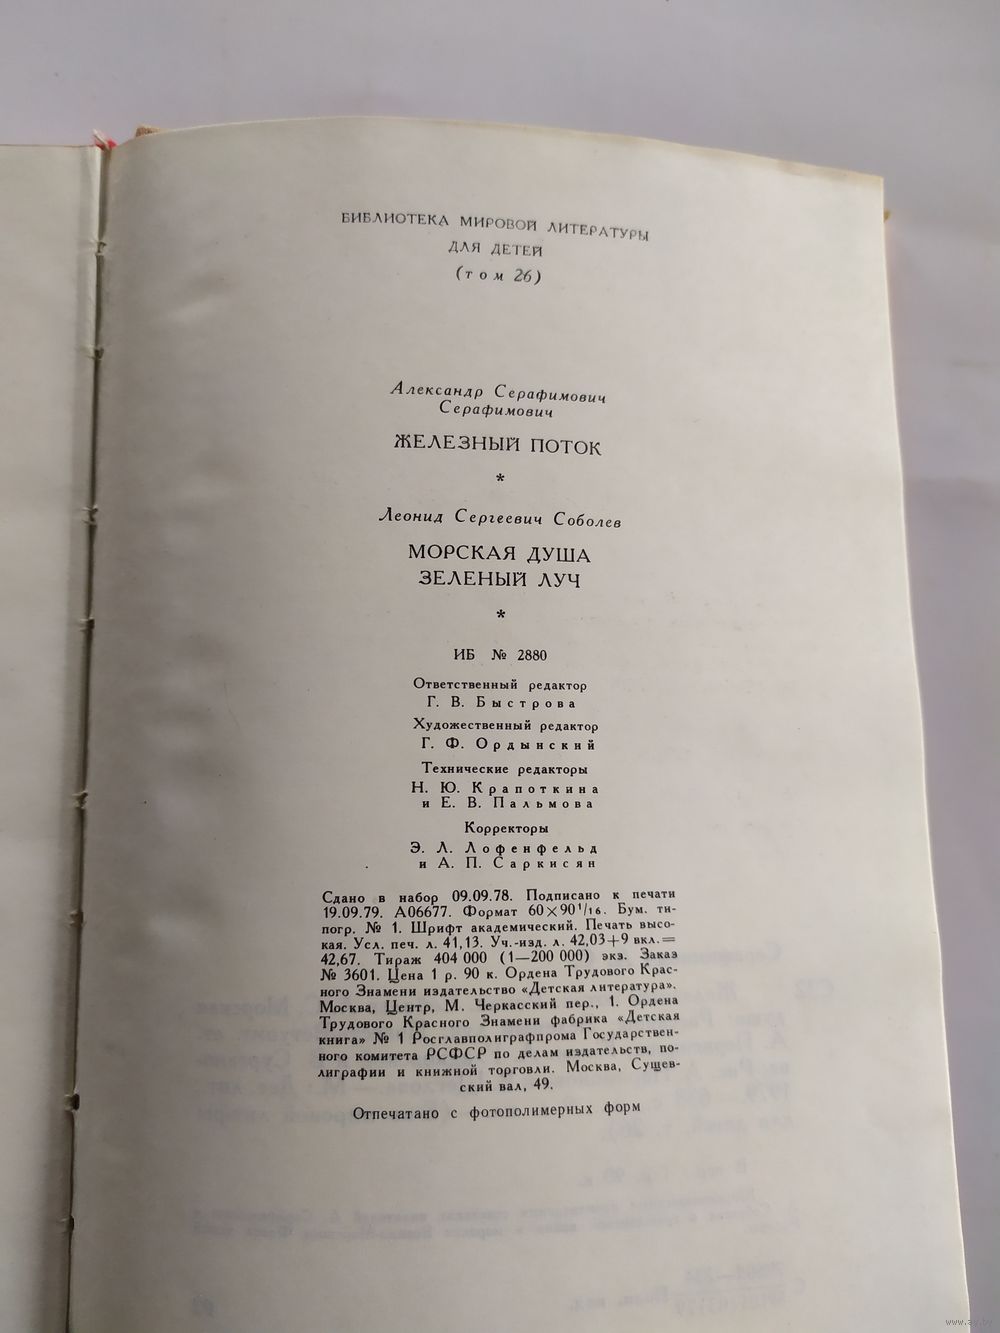 БИБЛИОТЕКА МИРОВОЙ ЛИТЕРАТУРЫ
ДЛЯ ДЕТЕЙ
(том 26)
Александр Серафимович
Серафимович
ЖЕЛЕЗНЫЙ ПОТОК
*
Леонид Сергеевич Соболев
МОРСКАЯ ДУША
ЗЕЛЕНЫЙ ЛУЧ
*
ИБ № 2880
Ответственный редактор
Г. В. Быстрова
Художественный редактор
Г. Ф. Ордынский
Технические редакторы
Н. Ю. Крапоткина
и Е. В. Пальмова
Корректоры
Э. Л. Лофенфельд
и А. П. Саркисян
Сдано в набор 09.09.78. Подписано к печати
19.09.79. А06677. Формат 60×90¹/₁₆. Бум. ти-
погр. № 1. Шрифт академический. Печать высо-
кая. Усл. печ. л. 41,13. Уч.-изд. л. 42,03+9 вкл.=
42,67. Тираж 404 000 (1—200 000) экз. Заказ
№ 3601. Цена 1 р. 90 к. Ордена Трудового Крас-
ного Знамени издательство «Детская литература».
Москва, Центр, М. Черкасский пер., 1. Ордена
Трудового Красного Знамени фабрика «Детская
книга» № 1 Росглавполиграфпрома Государствен-
ного комитета РСФСР по делам издательств, по-
лиграфии и книжной торговли. Москва, Сущев-
ский вал, 49.
Отпечатано с фотополимерных форм
www.ay.by